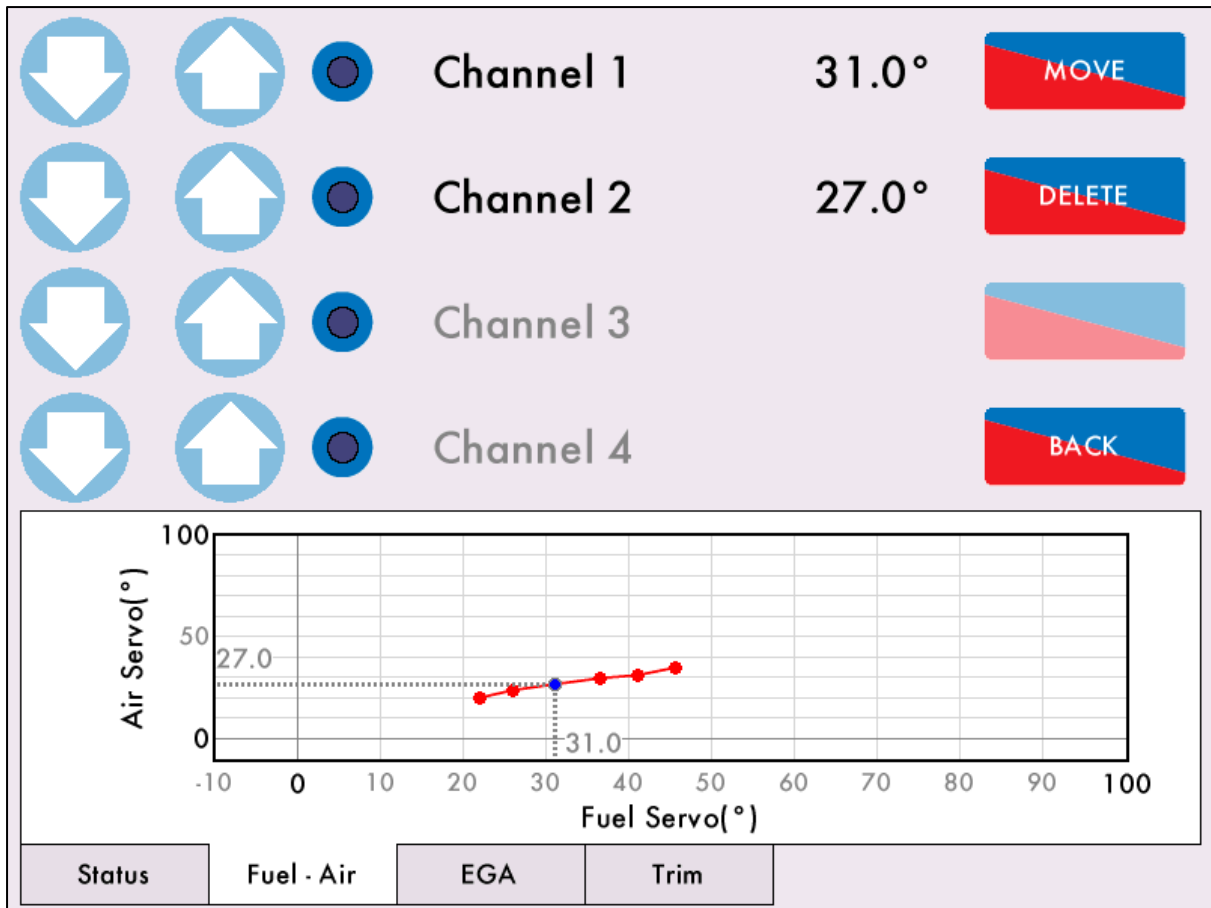 Channel 1 31.0° MOVE
Channel 2 27.0° DELETE
Channel 3
Channel 4 BACK
100
50
0
Air Servo(°)
27.0
31.0
-10 0 10 20 30 40 50 60 70 80 90 100
Fuel Servo(°)
Status Fuel - Air EGA Trim